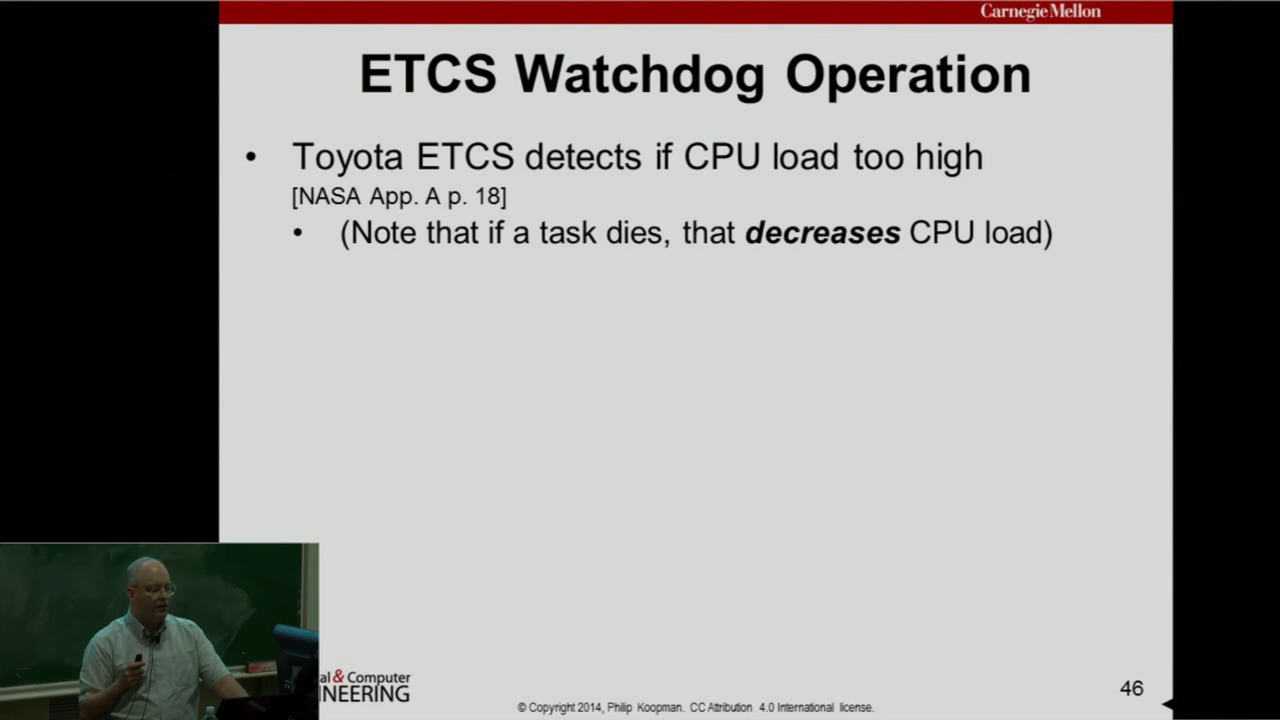 Carnegie Mellon
ETCS Watchdog Operation
• Toyota ETCS detects if CPU load too high
[NASA App. A p. 18]
• (Note that if a task dies, that decreases CPU load)
al & Computer
NEERING
46
© Copyright 2014, Philip Koopman. CC Attribution 4.0 International license.